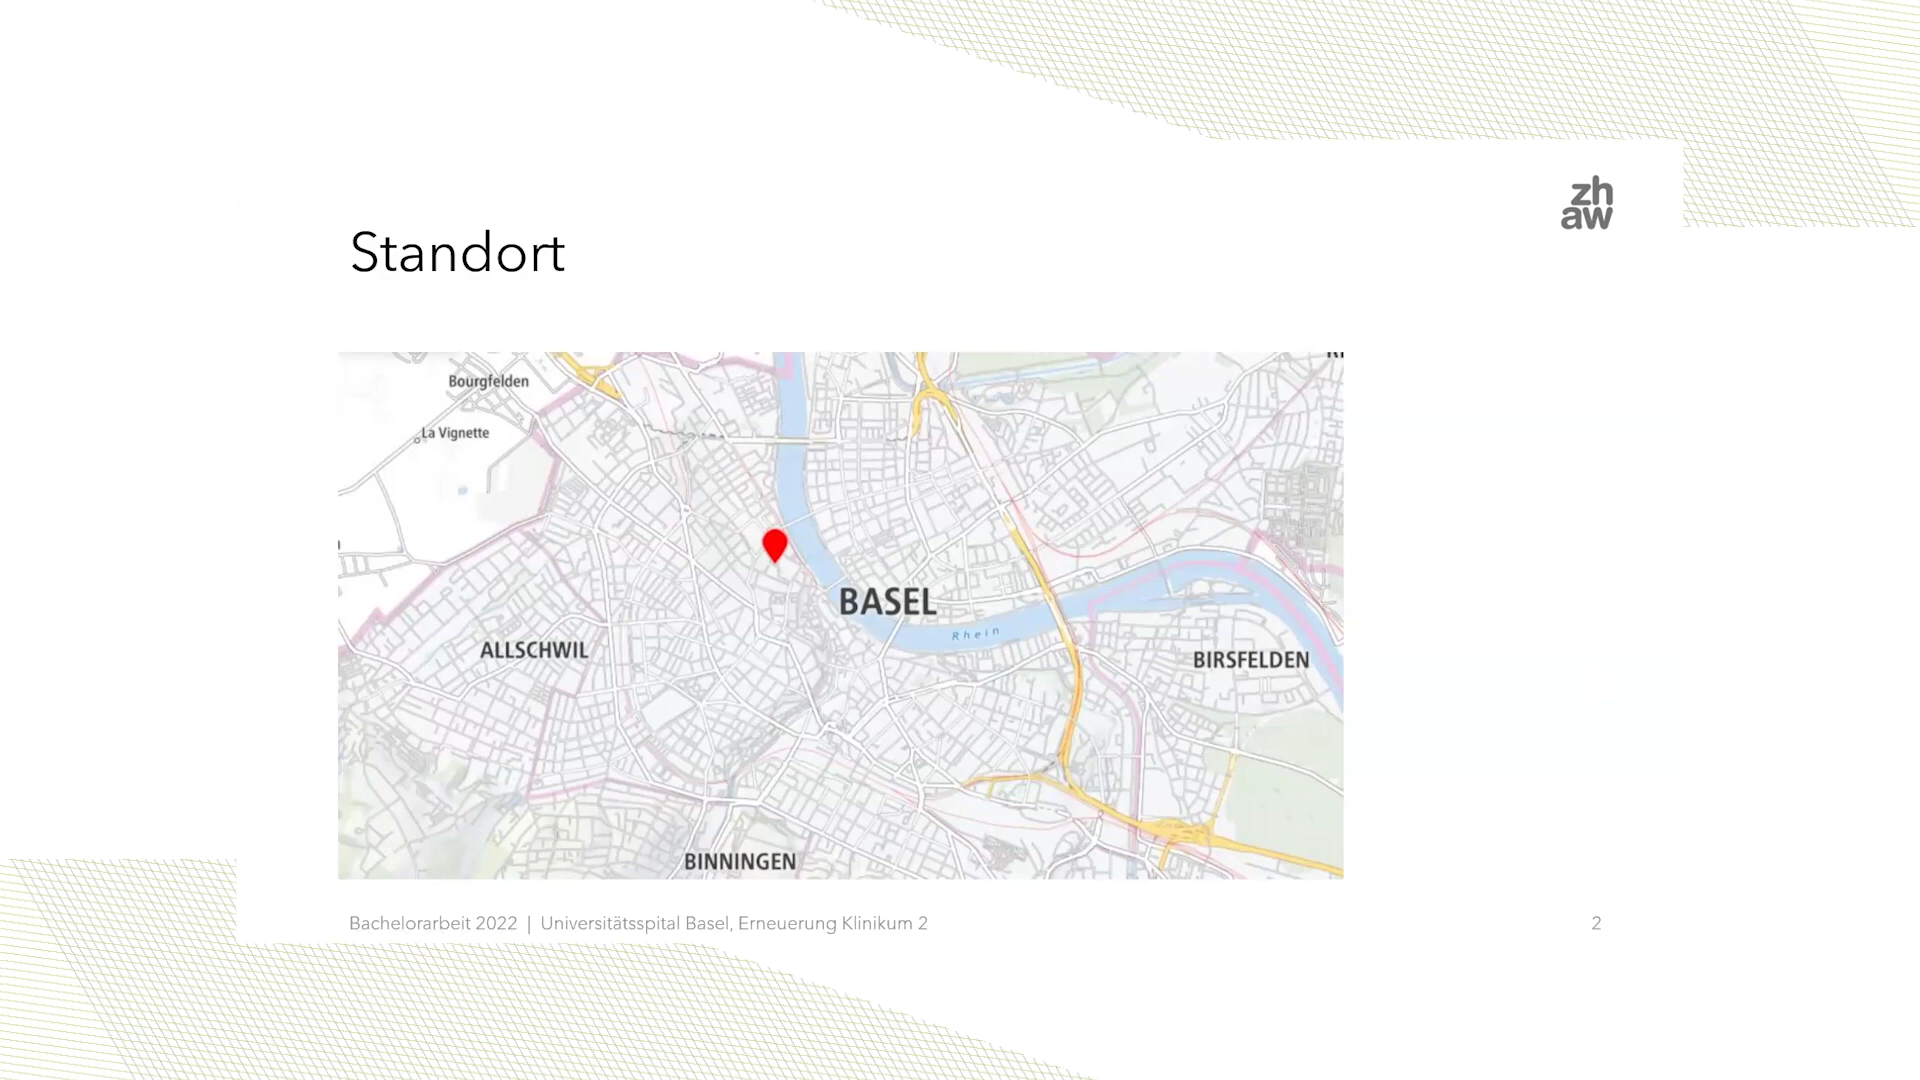 zh
aw
Standort
Bourgfelden
La Vignette
BASEL
Rhein
ALLSCHWIL
BIRSFELDEN
BINNINGEN
Bachelorarbeit 2022 | Universitätsspital Basel, Erneuerung Klinikum 2
2